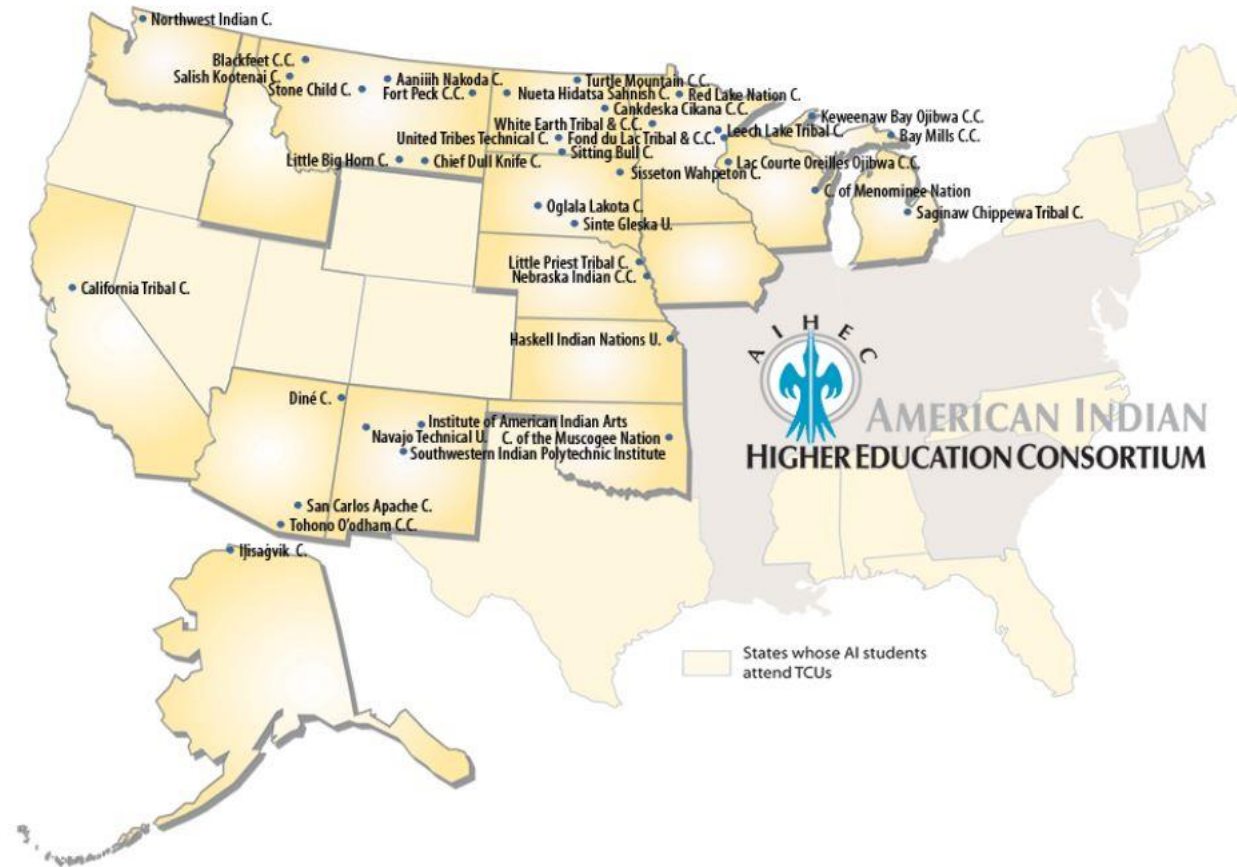 Northwest Indian C.
Blackfeet C.C.
Salish Kootenai C.
Stone Child C.
Aaniiih Nakoda C.
Fort Peck C.C.
Turtle Mountain C.C.
Nueta Hidatsa Sahnish C.
Red Lake Nation C.
Cankdeska Cikana C.C.
White Earth Tribal & C.C.
United Tribes Technical C.
Fond du Lac Tribal & C.C.
Leech Lake Tribal C.
Keweenaw Bay Ojibwa C.C.
Bay Mills C.C.
Sitting Bull C.
Little Big Horn C.
Chief Dull Knife C.
Sisseton Wahpeton C.
Lac Courte Oreilles Ojibwa C.C.
C. of Menominee Nation
Oglala Lakota C.
Saginaw Chippewa Tribal C.
Sinte Gleska U.
Little Priest Tribal C.
Nebraska Indian C.C.
California Tribal C.
Haskell Indian Nations U.
AIHEC
AMERICAN INDIAN
HIGHER EDUCATION CONSORTIUM
Diné C.
Institute of American Indian Arts
Navajo Technical U.
C. of the Muscogee Nation
Southwestern Indian Polytechnic Institute
San Carlos Apache C.
Tohono O'odham C.C.
Iḷisaġvik C.
States whose AI students
attend TCUs